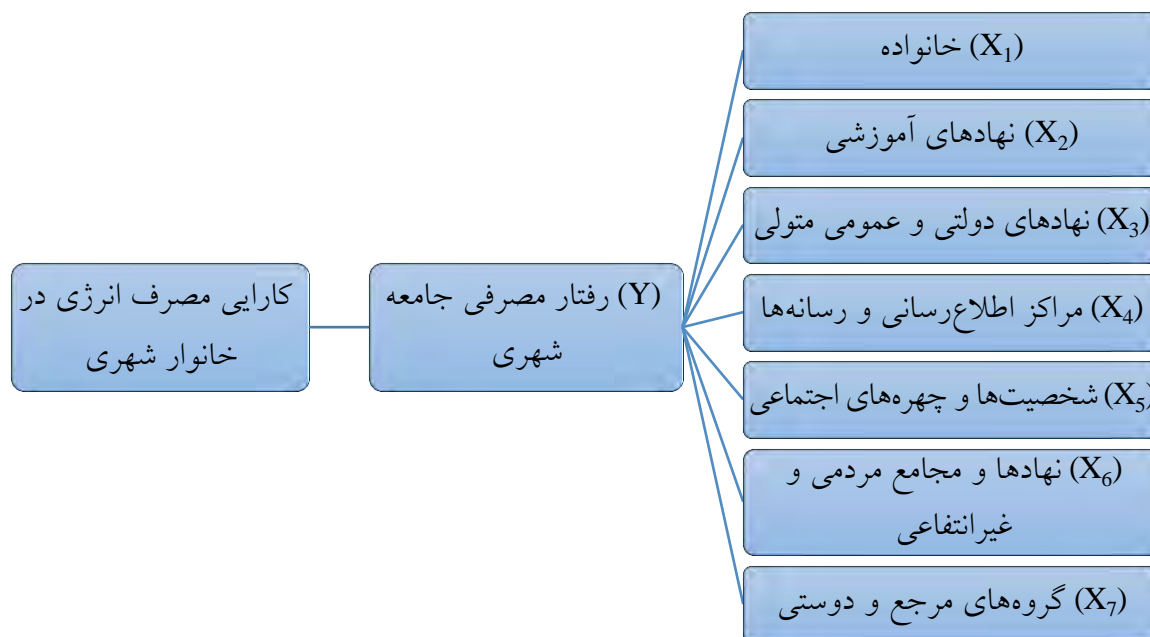 (X₁) خانواده
(X₂) نهادهای آموزشی
(X₃) نهادهای دولتی و عمومی متولی
(X₄) مراکز اطلاع‌رسانی و رسانه‌ها
(X₅) شخصیت‌ها و چهره‌های اجتماعی
(X₆) نهادها و مجامع مردمی و
غیرانتفاعی
(X₇) گروه‌های مرجع و دوستی
(Y) رفتار مصرفی جامعه
شهری
کارایی مصرف انرژی در
خانوار شهری